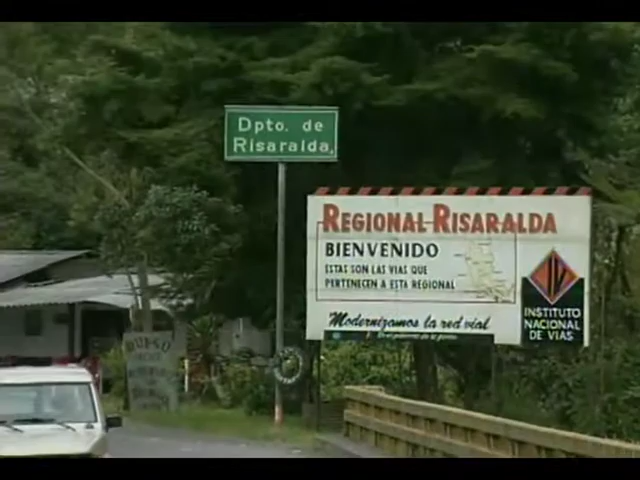 Dpto. de
Risaralda
REGIONAL RISARALDA
BIENVENIDO
ESTAS SON LAS VIAS QUE
PERTENECEN A ESTA REGIONAL
Modernizamos la red vial
INSTITUTO
NACIONAL
DE VIAS